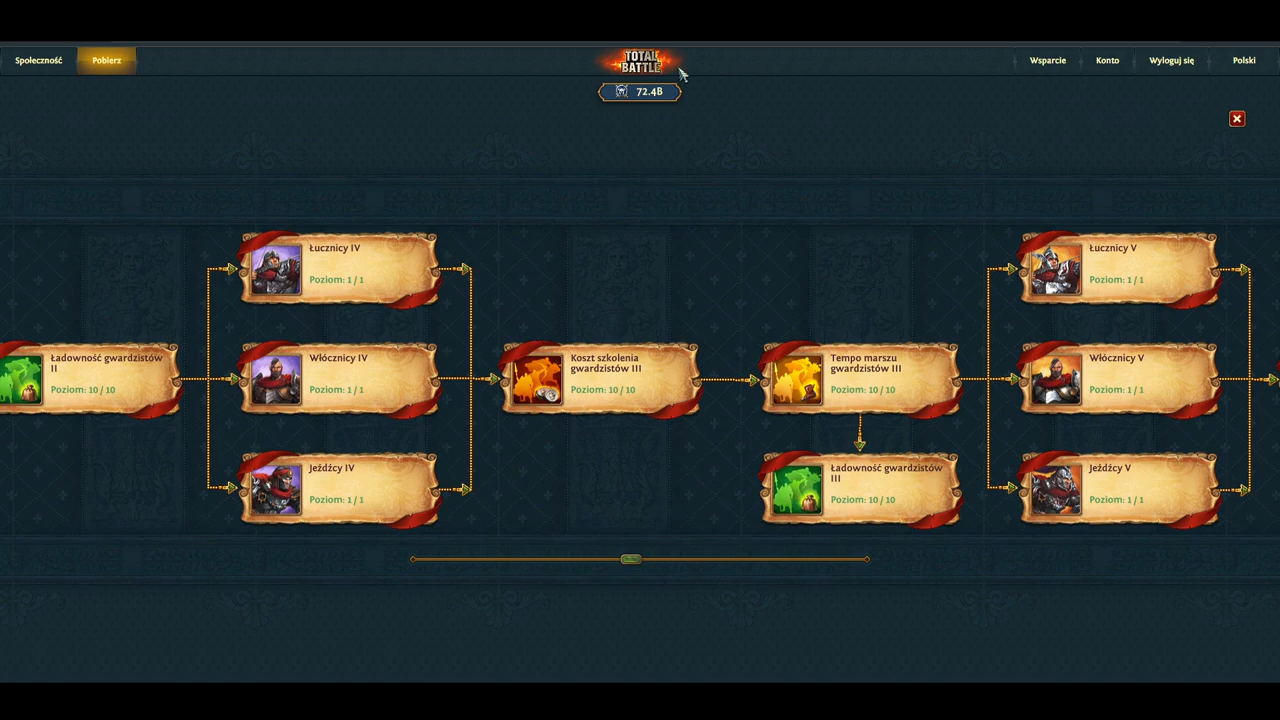 Społeczność
Pobierz
TOTAL
BATTLE
Wsparcie
Konto
Wyloguj się
Polski
72.4B
Łucznicy IV
Poziom: 1 / 1
Łucznicy V
Poziom: 1 / 1
Ładowność gwardzistów
II
Poziom: 10 / 10
Włócznicy IV
Poziom: 1 / 1
Koszt szkolenia
gwardzistów III
Poziom: 10 / 10
Tempo marszu
gwardzistów III
Poziom: 10 / 10
Włócznicy V
Poziom: 1 / 1
Jeźdźcy IV
Poziom: 1 / 1
Ładowność gwardzistów
III
Poziom: 10 / 10
Jeźdźcy V
Poziom: 1 / 1